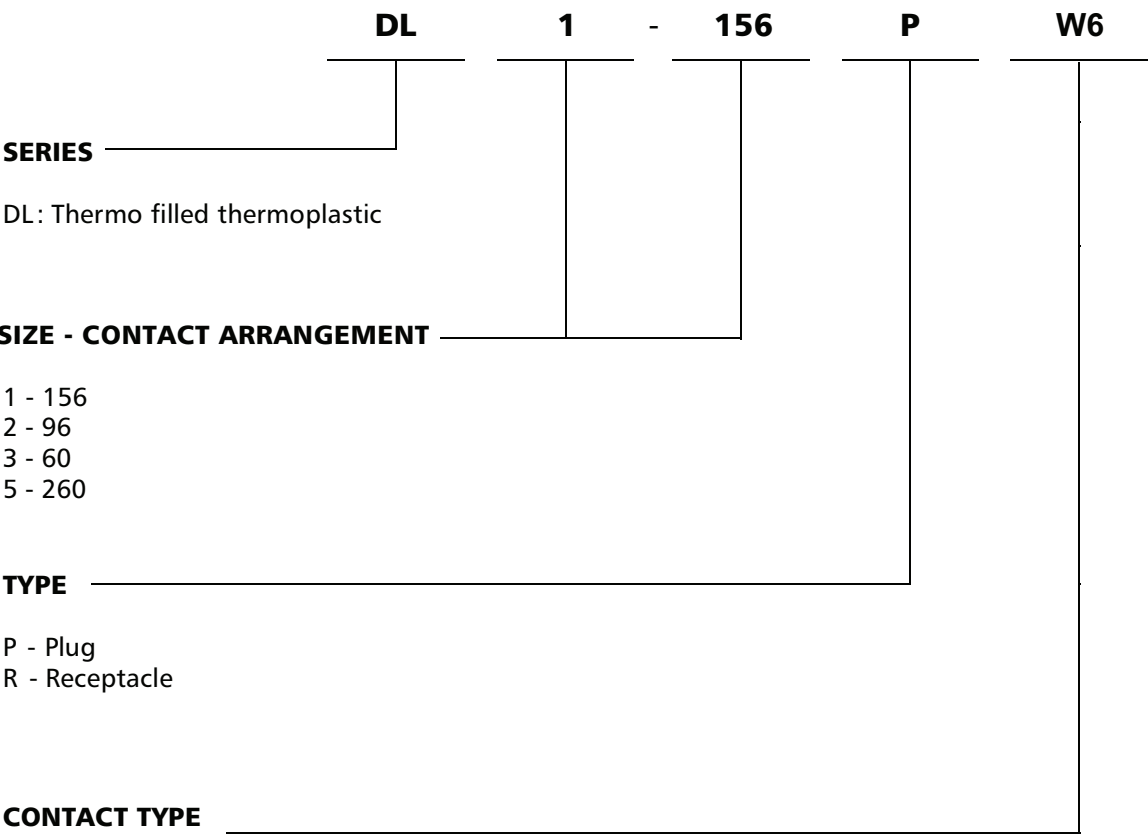 DL 1 - 156 P W6
SERIES
DL: Thermo filled thermoplastic
SIZE - CONTACT ARRANGEMENT
1 - 156
2 - 96
3 - 60
5 - 260
TYPE
P - Plug
R - Receptacle
CONTACT TYPE